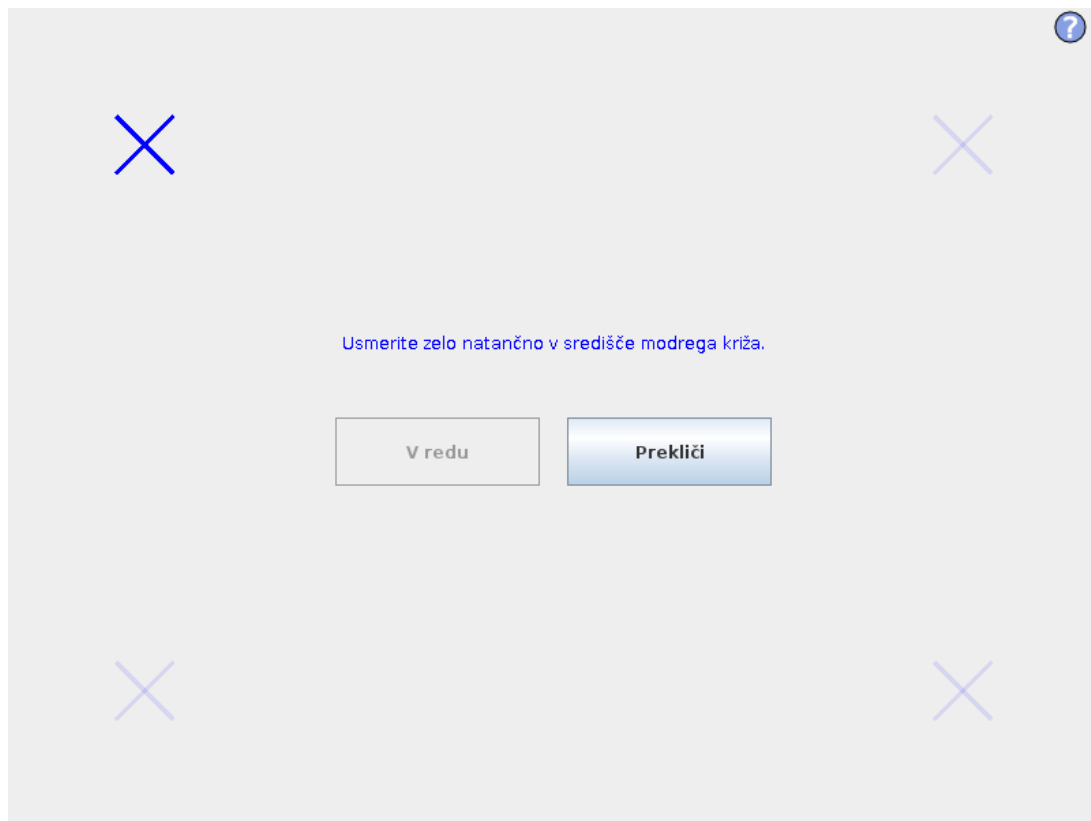 ?
Usmerite zelo natančno v središče modrega križa.
V redu
Prekliči